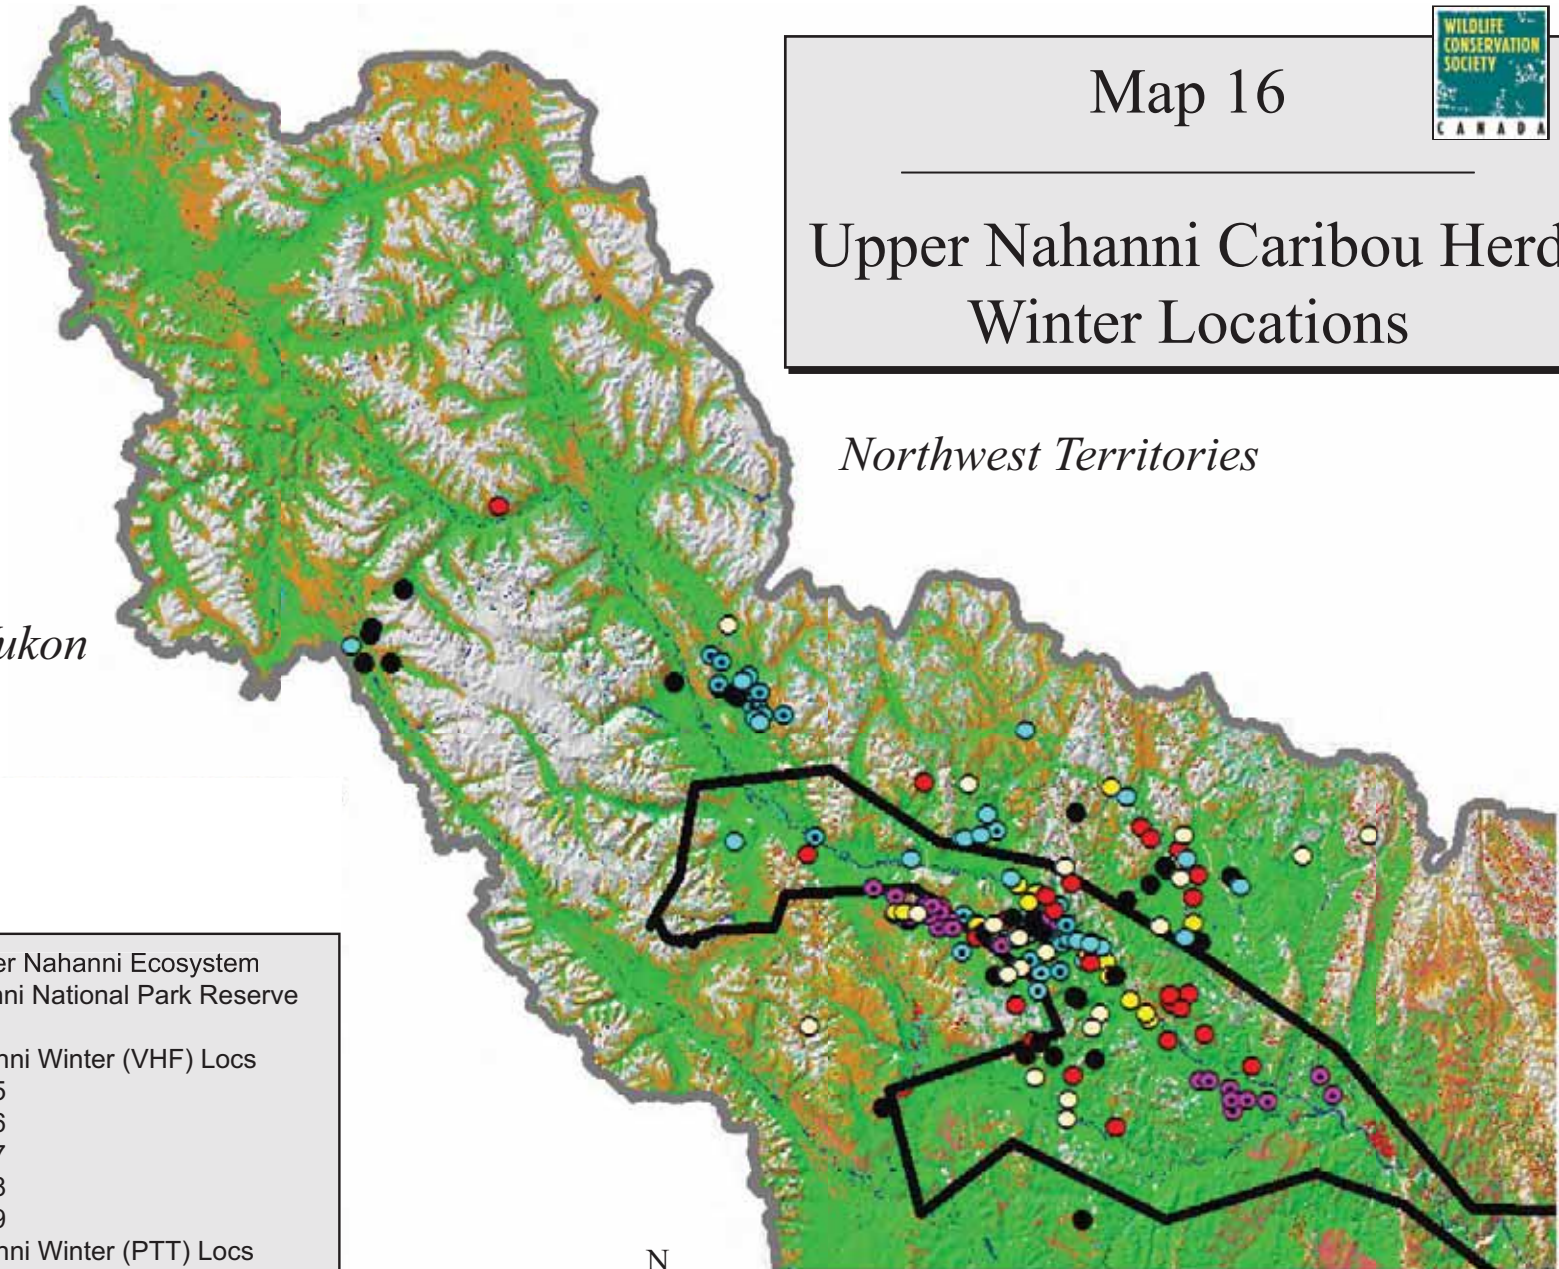 WILDLIFE
CONSERVATION
SOCIETY
CANADA
Map 16
Upper Nahanni Caribou Herd
Winter Locations
Northwest Territories
ukon
er Nahanni Ecosystem
nni National Park Reserve
nni Winter (VHF) Locs
5
6
7
8
9
nni Winter (PTT) Locs
N